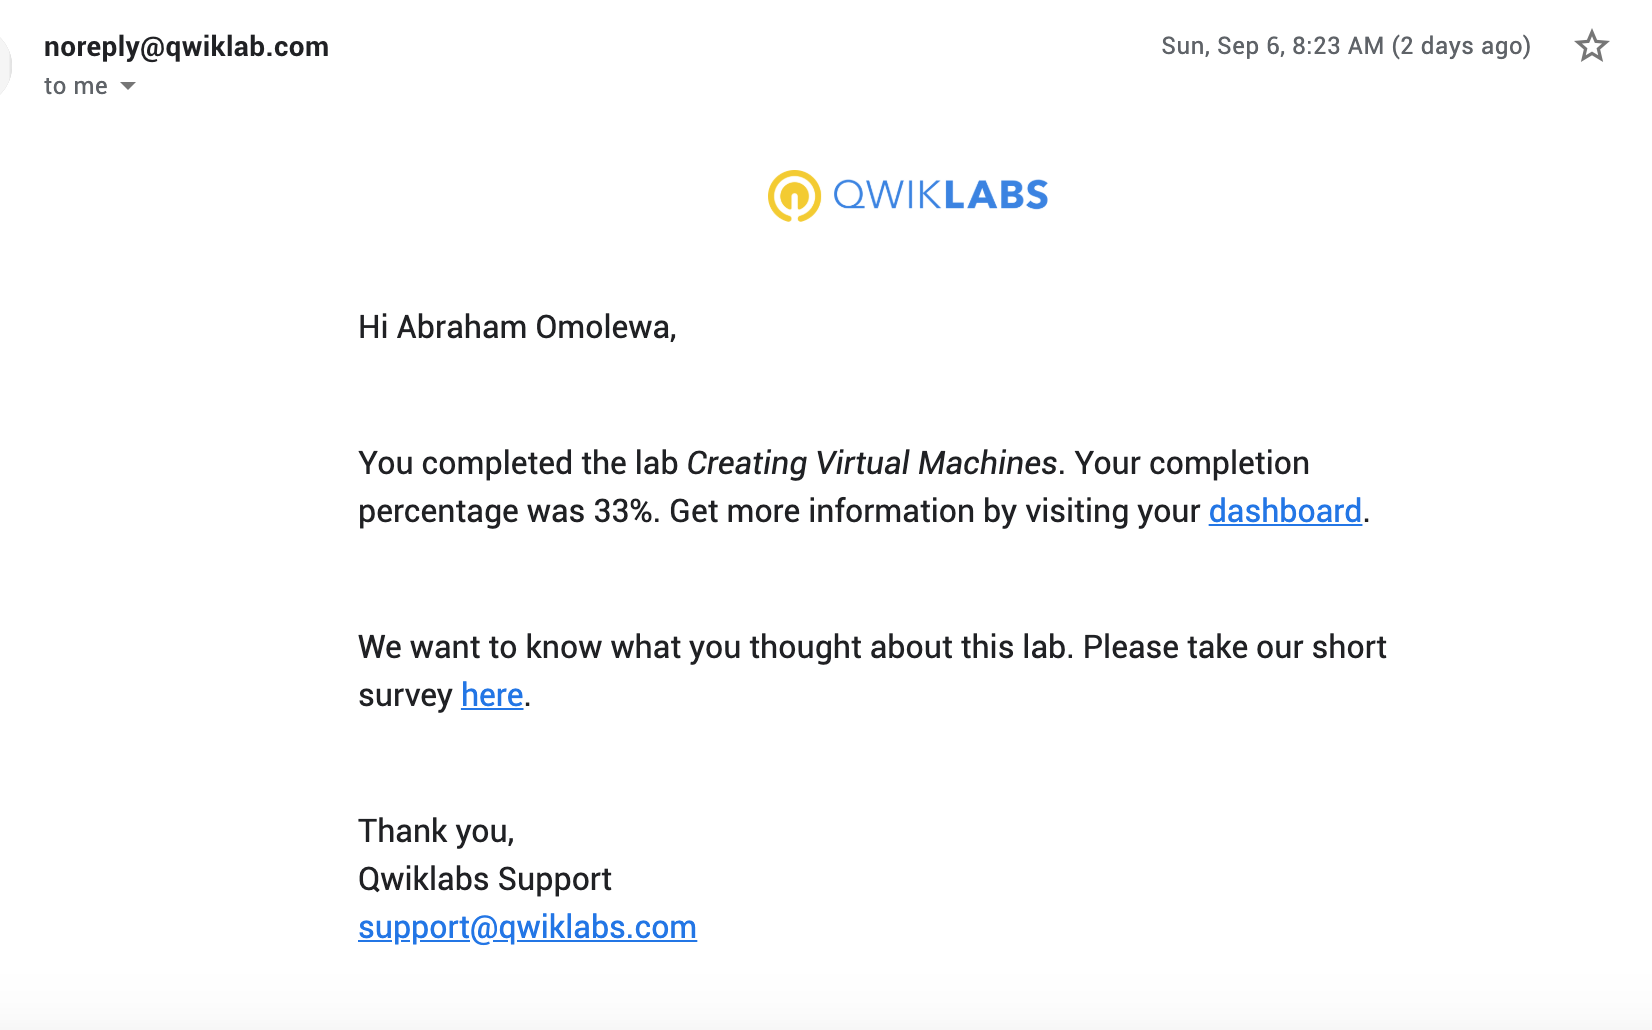 noreply@qwiklab.com
Sun, Sep 6, 8:23 AM (2 days ago)
to me
QWIKLABS
Hi Abraham Omolewa,
You completed the lab Creating Virtual Machines. Your completion
percentage was 33%. Get more information by visiting your dashboard.
We want to know what you thought about this lab. Please take our short
survey here.
Thank you,
Qwiklabs Support
support@qwiklabs.com